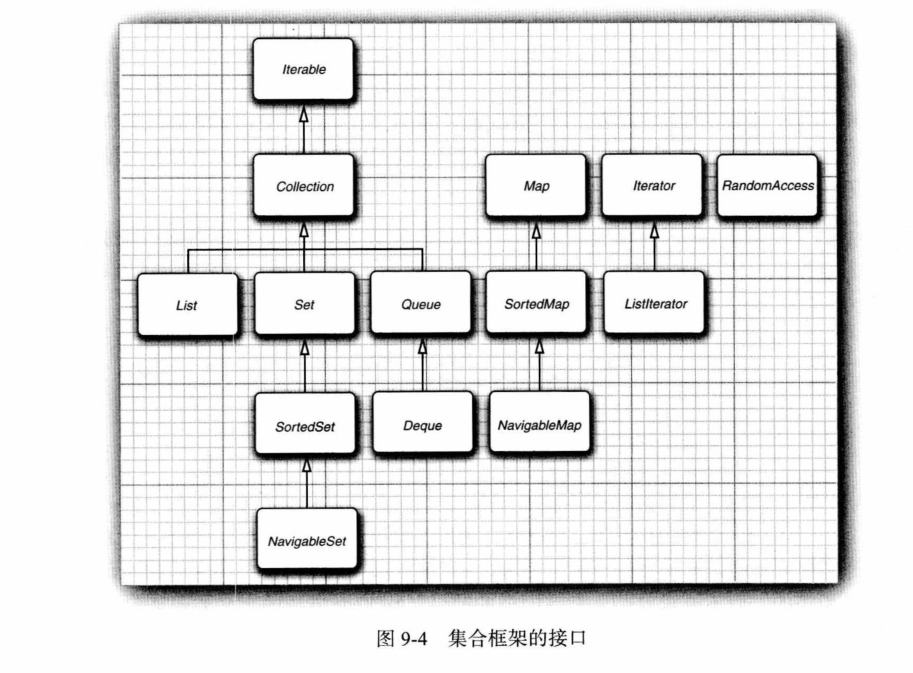 Iterable
Collection
Map
Iterator
RandomAccess
List
Set
Queue
SortedMap
ListIterator
SortedSet
Deque
NavigableMap
NavigableSet
图 9-4 集合框架的接口